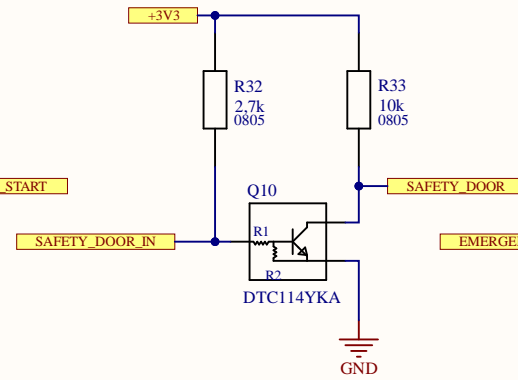 +3V3
R32
2,7k
0805
R33
10k
0805
_START
SAFETY_DOOR
Q10
SAFETY_DOOR_IN
R1
R2
EMERGE
DTC114YKA
GND